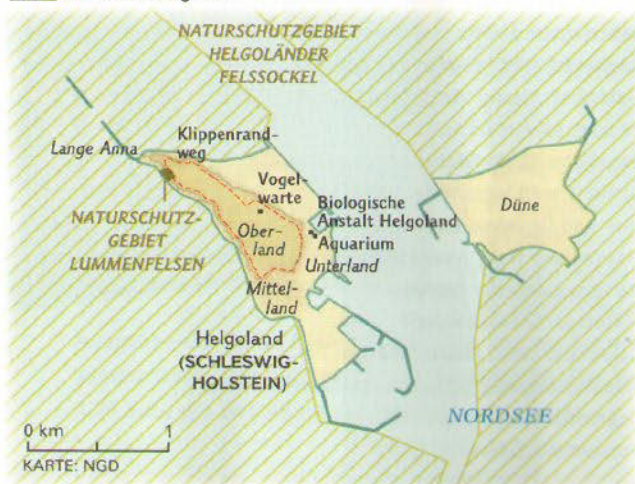 NATURSCHUTZGEBIET
HELGOLÄNDER
FELSSOCKEL
Klippenrand-
weg
Lange Anna
Vogel-
warte
Biologische
Anstalt Helgoland
Aquarium
Düne
NATURSCHUTZ-
GEBIET
LUMMENFELSEN
Ober-
land
Unterland
Mittel-
land
Helgoland
(SCHLESWIG-
HOLSTEIN)
NORDSEE
0 km 1
KARTE: NGD